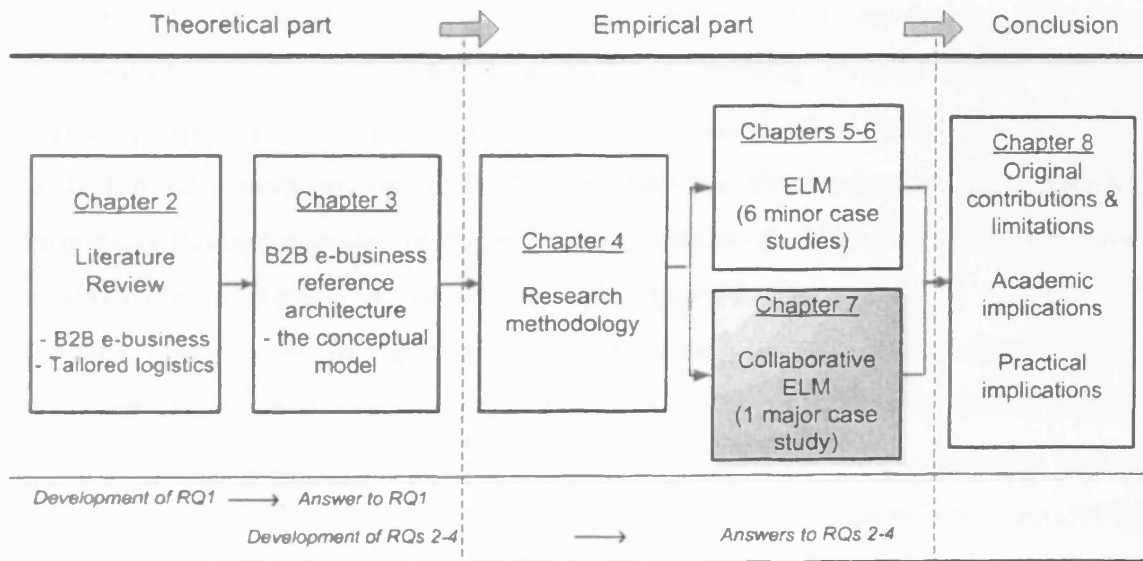 Theoretical part
Empirical part
Conclusion
Chapter 2
Literature
Review
- B2B e-business
- Tailored logistics
Chapter 3
B2B e-business
reference
architecture
- the conceptual
model
Chapter 4
Research
methodology
Chapters 5-6
ELM
(6 minor case
studies)
Chapter 7
Collaborative
ELM
(1 major case
study)
Chapter 8
Original
contributions &
limitations
Academic
implications
Practical
implications
Development of RQ1
Answer to RQ1
Development of RQs 2-4
Answers to RQs 2-4